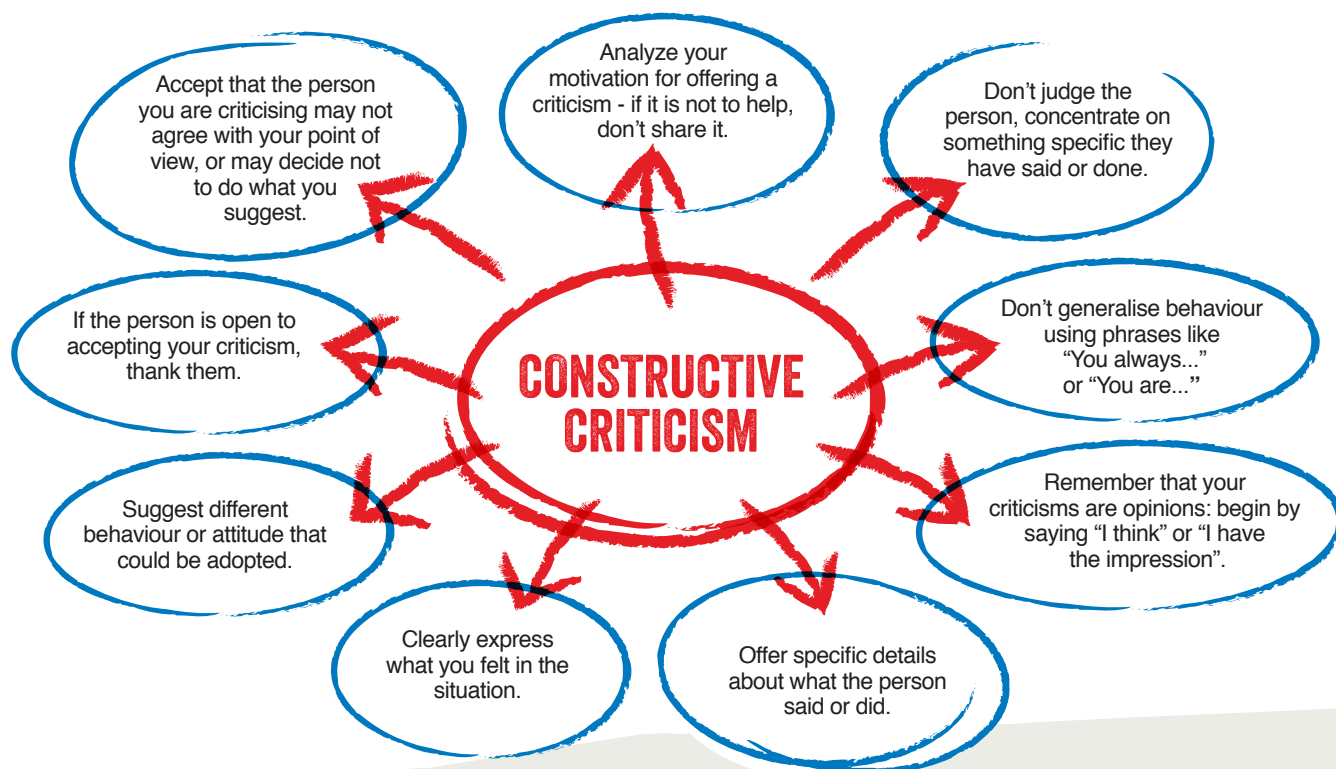 Analyze your
motivation for offering a
criticism - if it is not to help,
don't share it.
Don't judge the
person, concentrate on
something specific they
have said or done.
Don't generalise behaviour
using phrases like
“You always...”
or “You are...”
Remember that your
criticisms are opinions: begin by
saying “I think” or “I have
the impression”.
Offer specific details
about what the person
said or did.
Clearly express
what you felt in the
situation.
Suggest different
behaviour or attitude that
could be adopted.
If the person is open to
accepting your criticism,
thank them.
Accept that the person
you are criticising may not
agree with your point of
view, or may decide not
to do what you
suggest.
CONSTRUCTIVE
CRITICISM